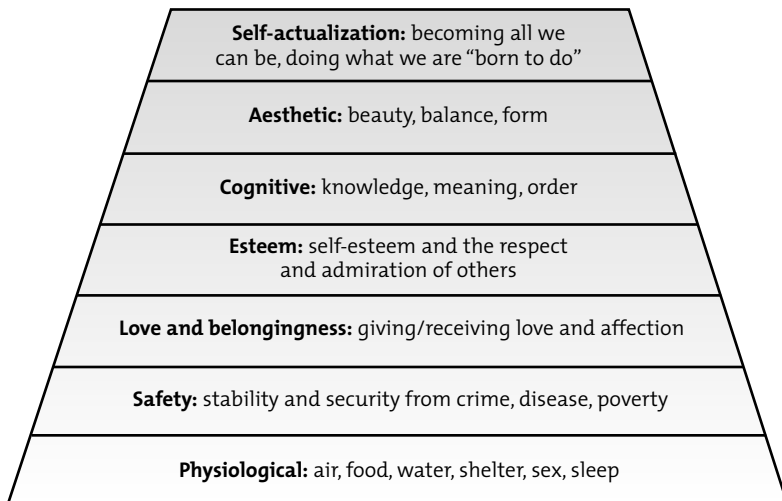 Self-actualization: becoming all we
can be, doing what we are “born to do”
Aesthetic: beauty, balance, form
Cognitive: knowledge, meaning, order
Esteem: self-esteem and the respect
and admiration of others
Love and belongingness: giving/receiving love and affection
Safety: stability and security from crime, disease, poverty
Physiological: air, food, water, shelter, sex, sleep